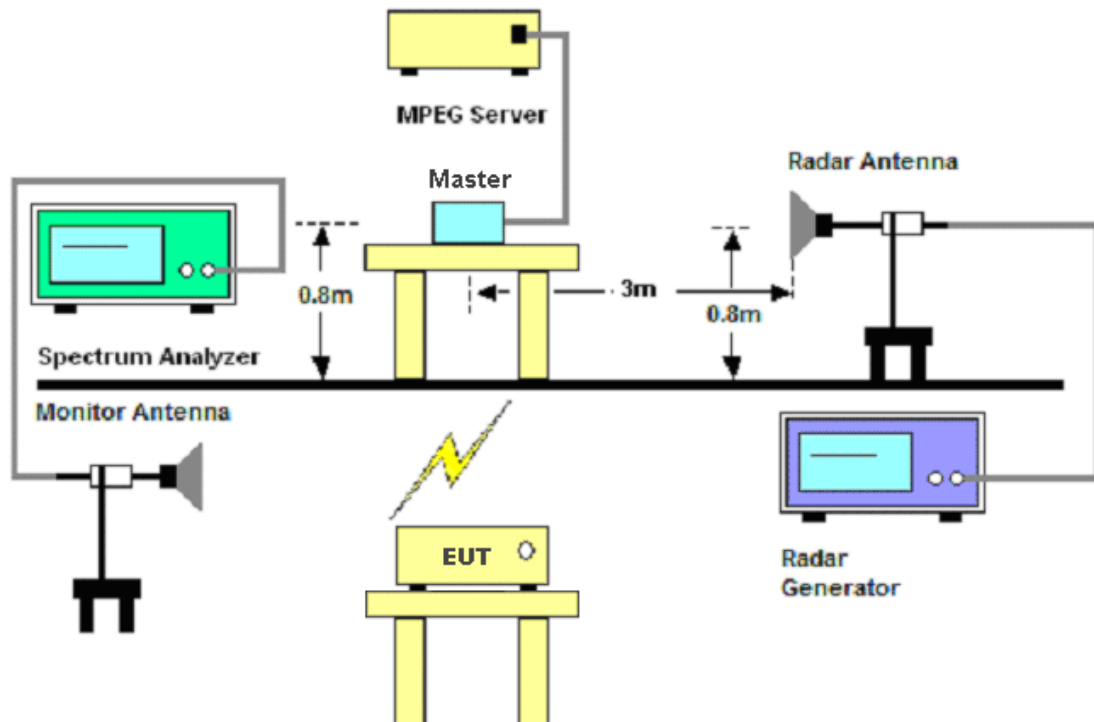 MPEG Server
Radar Antenna
Master
0.8m
3m
0.8m
Spectrum Analyzer
Monitor Antenna
EUT
Radar
Generator